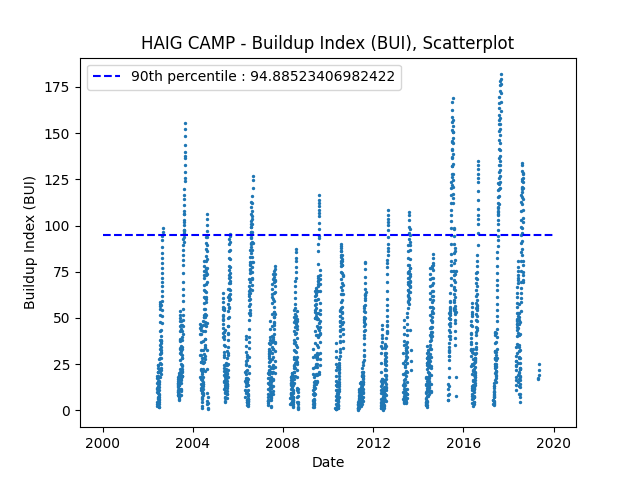 HAIG CAMP - Buildup Index (BUI), Scatterplot
90th percentile : 94.88523406982422
175
150
125
100
75
50
25
0
Buildup Index (BUI)
2000 2004 2008 2012 2016 2020
Date